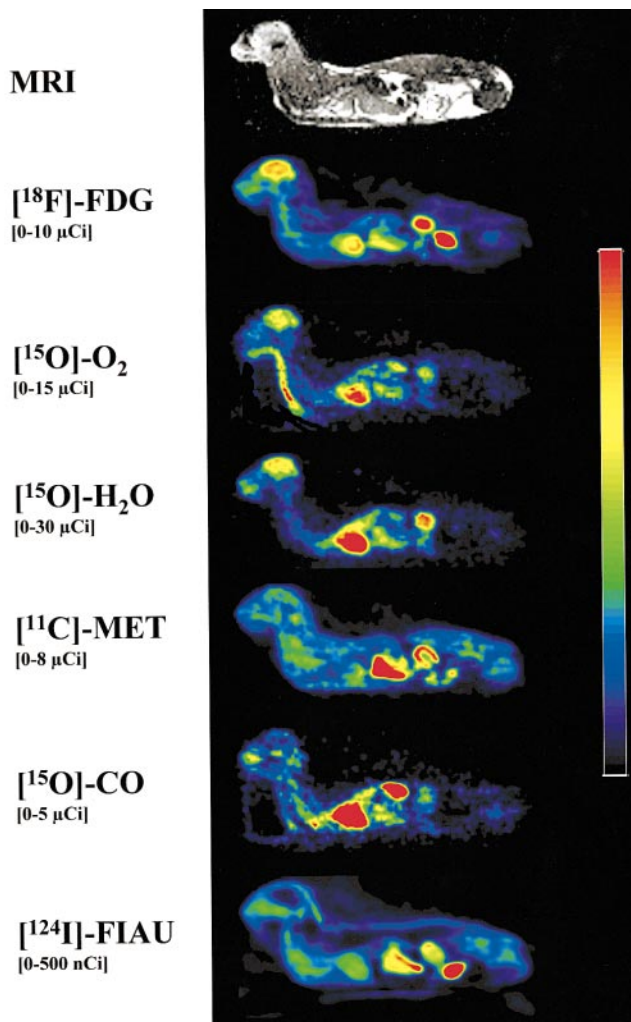 MRI
[¹⁸F]-FDG
[0-10 µCi]
[¹⁵O]-O₂
[0-15 µCi]
[¹⁵O]-H₂O
[0-30 µCi]
[¹¹C]-MET
[0-8 µCi]
[¹⁵O]-CO
[0-5 µCi]
[¹²⁴I]-FIAU
[0-500 nCi]